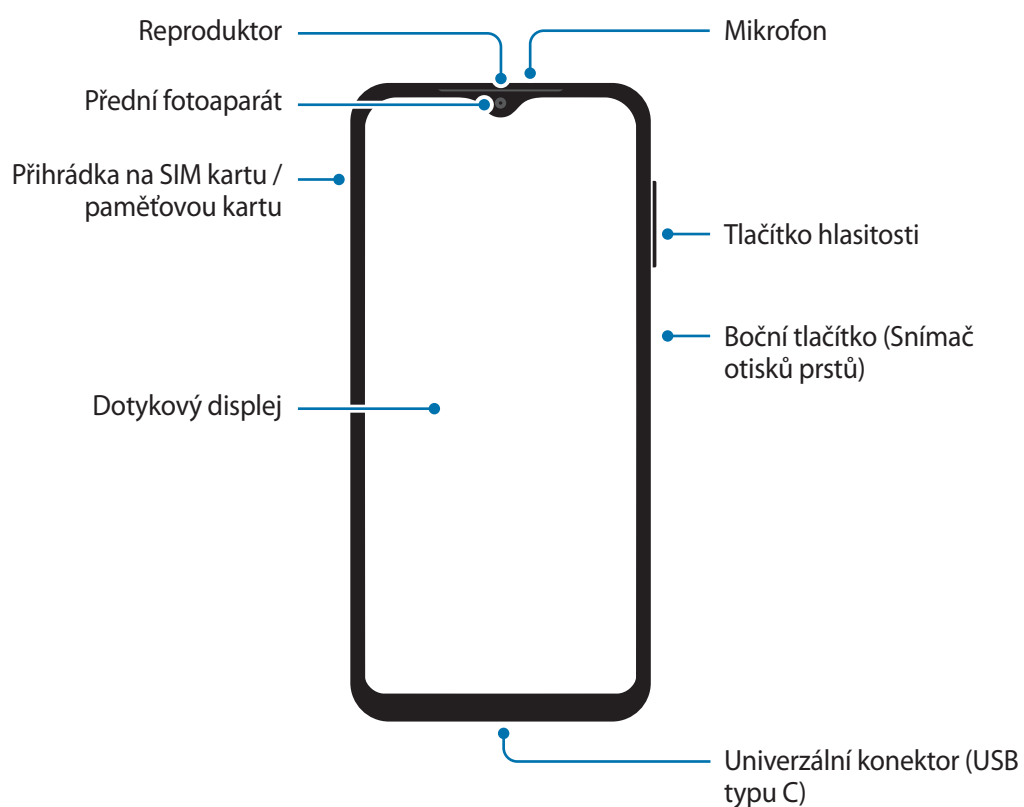 Reproduktor
Mikrofon
Přední fotoaparát
Přihrádka na SIM kartu /
paměťovou kartu
Tlačítko hlasitosti
Boční tlačítko (Snímač
otisků prstů)
Dotykový displej
Univerzální konektor (USB
typu C)